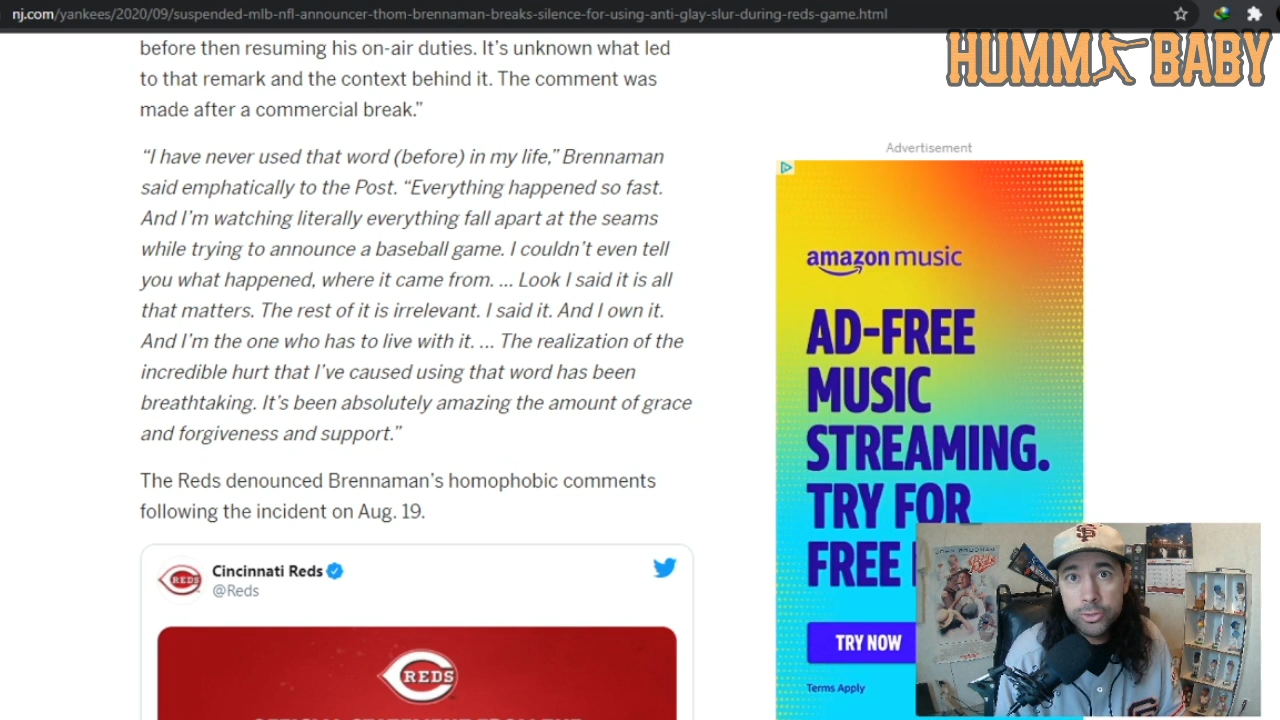 nj.com/yankees/2020/09/suspended-mlb-nfl-announcer-thom-brennaman-breaks-silence-for-using-anti-glay-slur-during-reds-game.html
HUMM BABY
before then resuming his on-air duties. It’s unknown what led
to that remark and the context behind it. The comment was
made after a commercial break.”
“I have never used that word (before) in my life,” Brennaman
said emphatically to the Post. “Everything happened so fast.
And I’m watching literally everything fall apart at the seams
while trying to announce a baseball game. I couldn’t even tell
you what happened, where it came from. ... Look I said it is all
that matters. The rest of it is irrelevant. I said it. And I own it.
And I’m the one who has to live with it. ... The realization of the
incredible hurt that I’ve caused using that word has been
breathtaking. It’s been absolutely amazing the amount of grace
and forgiveness and support.”
The Reds denounced Brennaman’s homophobic comments
following the incident on Aug. 19.
Cincinnati Reds
@Reds
REDS
REDS
Advertisement
amazon music
AD-FREE
MUSIC
STREAMING.
TRY FOR
FREE
TRY NOW
Terms Apply